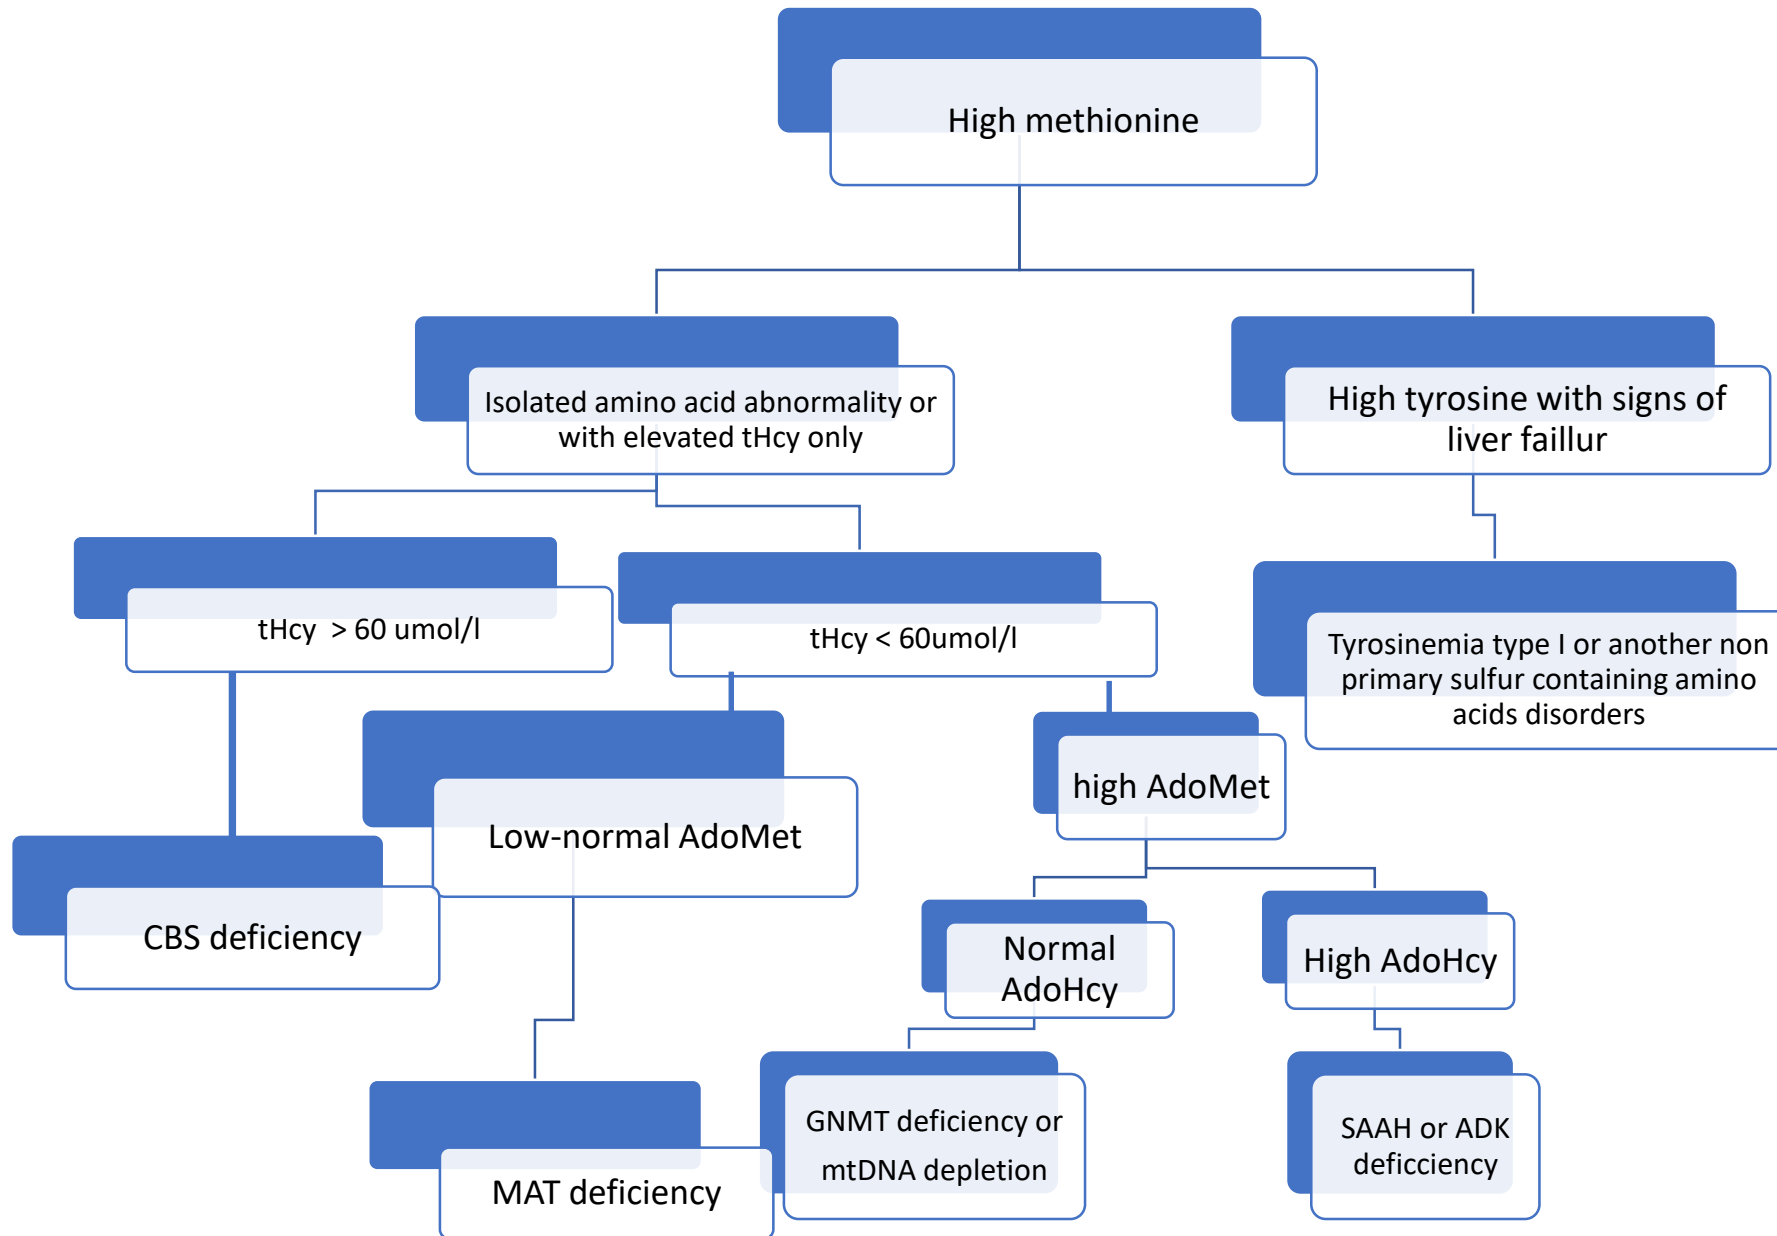 High methionine
Isolated amino acid abnormality or
with elevated tHcy only
High tyrosine with signs of
liver faillur
tHcy > 60 umol/l
tHcy < 60umol/l
Tyrosinemia type I or another non
primary sulfur containing amino
acids disorders
Low-normal AdoMet
high AdoMet
CBS deficiency
Normal
AdoHcy
High AdoHcy
MAT deficiency
GNMT deficiency or
mtDNA depletion
SAAH or ADK
deficciency